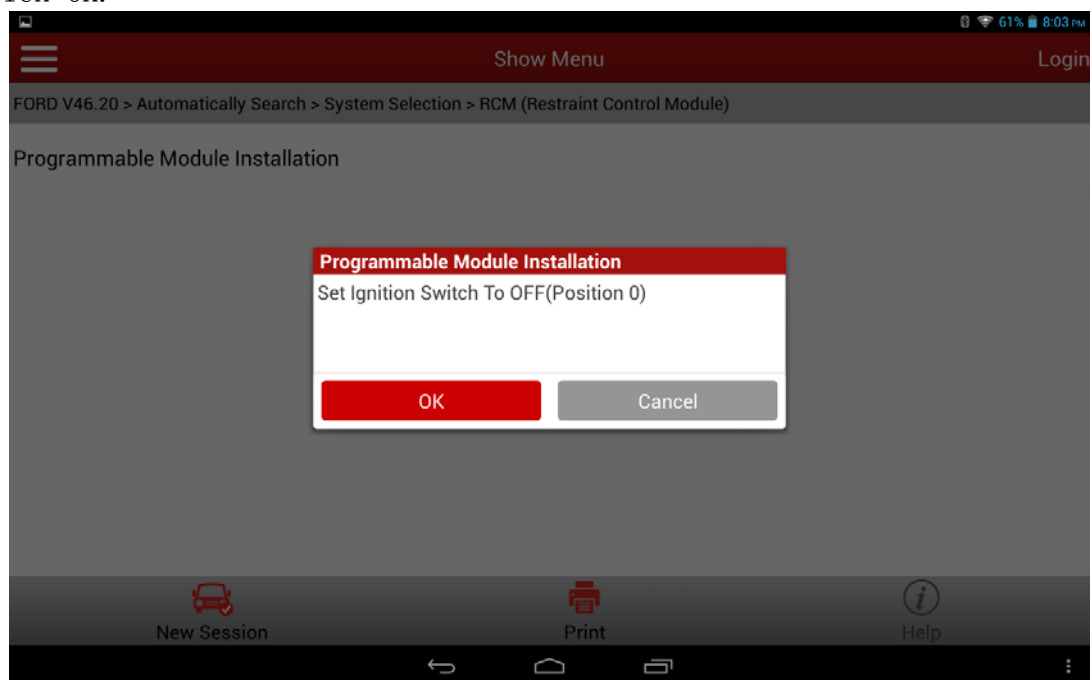 61% 8:03 PM
Show Menu Login
FORD V46.20 > Automatically Search > System Selection > RCM (Restraint Control Module)
Programmable Module Installation
Programmable Module Installation
Set Ignition Switch To OFF(Position 0)
OK Cancel
New Session Print Help